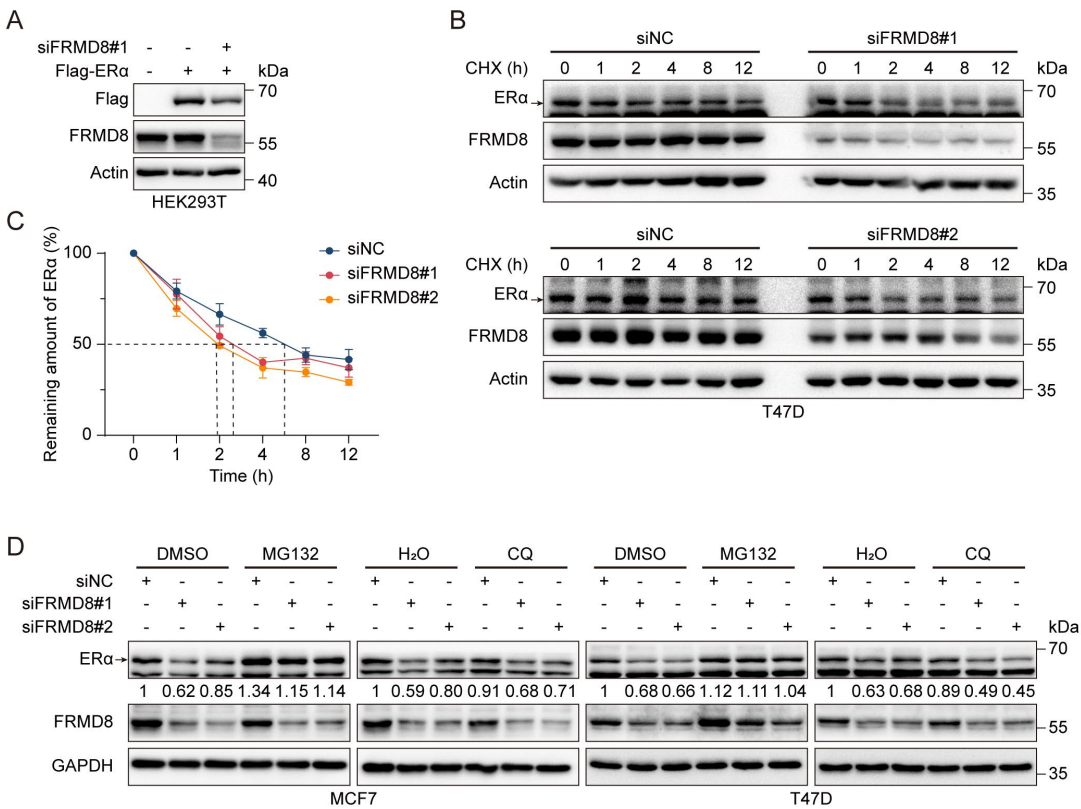 A
siFRMD8#1 - - +
Flag-ERα - + + kDa
Flag 70
FRMD8 55
Actin 40
HEK293T
B
siNC siFRMD8#1
CHX (h) 0 1 2 4 8 12 0 1 2 4 8 12 kDa
ERα 70
FRMD8 55
Actin 35
siNC siFRMD8#2
CHX (h) 0 1 2 4 8 12 0 1 2 4 8 12 kDa
ERα 70
FRMD8 55
Actin 35
T47D
C
Remaining amount of ERα (%)
100
50
0
0 1 2 4 8 12
Time (h)
siNC
siFRMD8#1
siFRMD8#2
D
DMSO MG132 H₂O CQ DMSO MG132 H₂O CQ
siNC + - - + - - + - - + - - + - - + - - + - - + - -
siFRMD8#1 - + - - + - - + - - + - - + - - + - - + - - + -
siFRMD8#2 - - + - - + - - + - - + - - + - - + - - + - - + kDa
ERα 70
1 0.62 0.85 1.34 1.15 1.14 1 0.59 0.80 0.91 0.68 0.71 1 0.68 0.66 1.12 1.11 1.04 1 0.63 0.68 0.89 0.49 0.45
FRMD8 55
GAPDH 35
MCF7 T47D